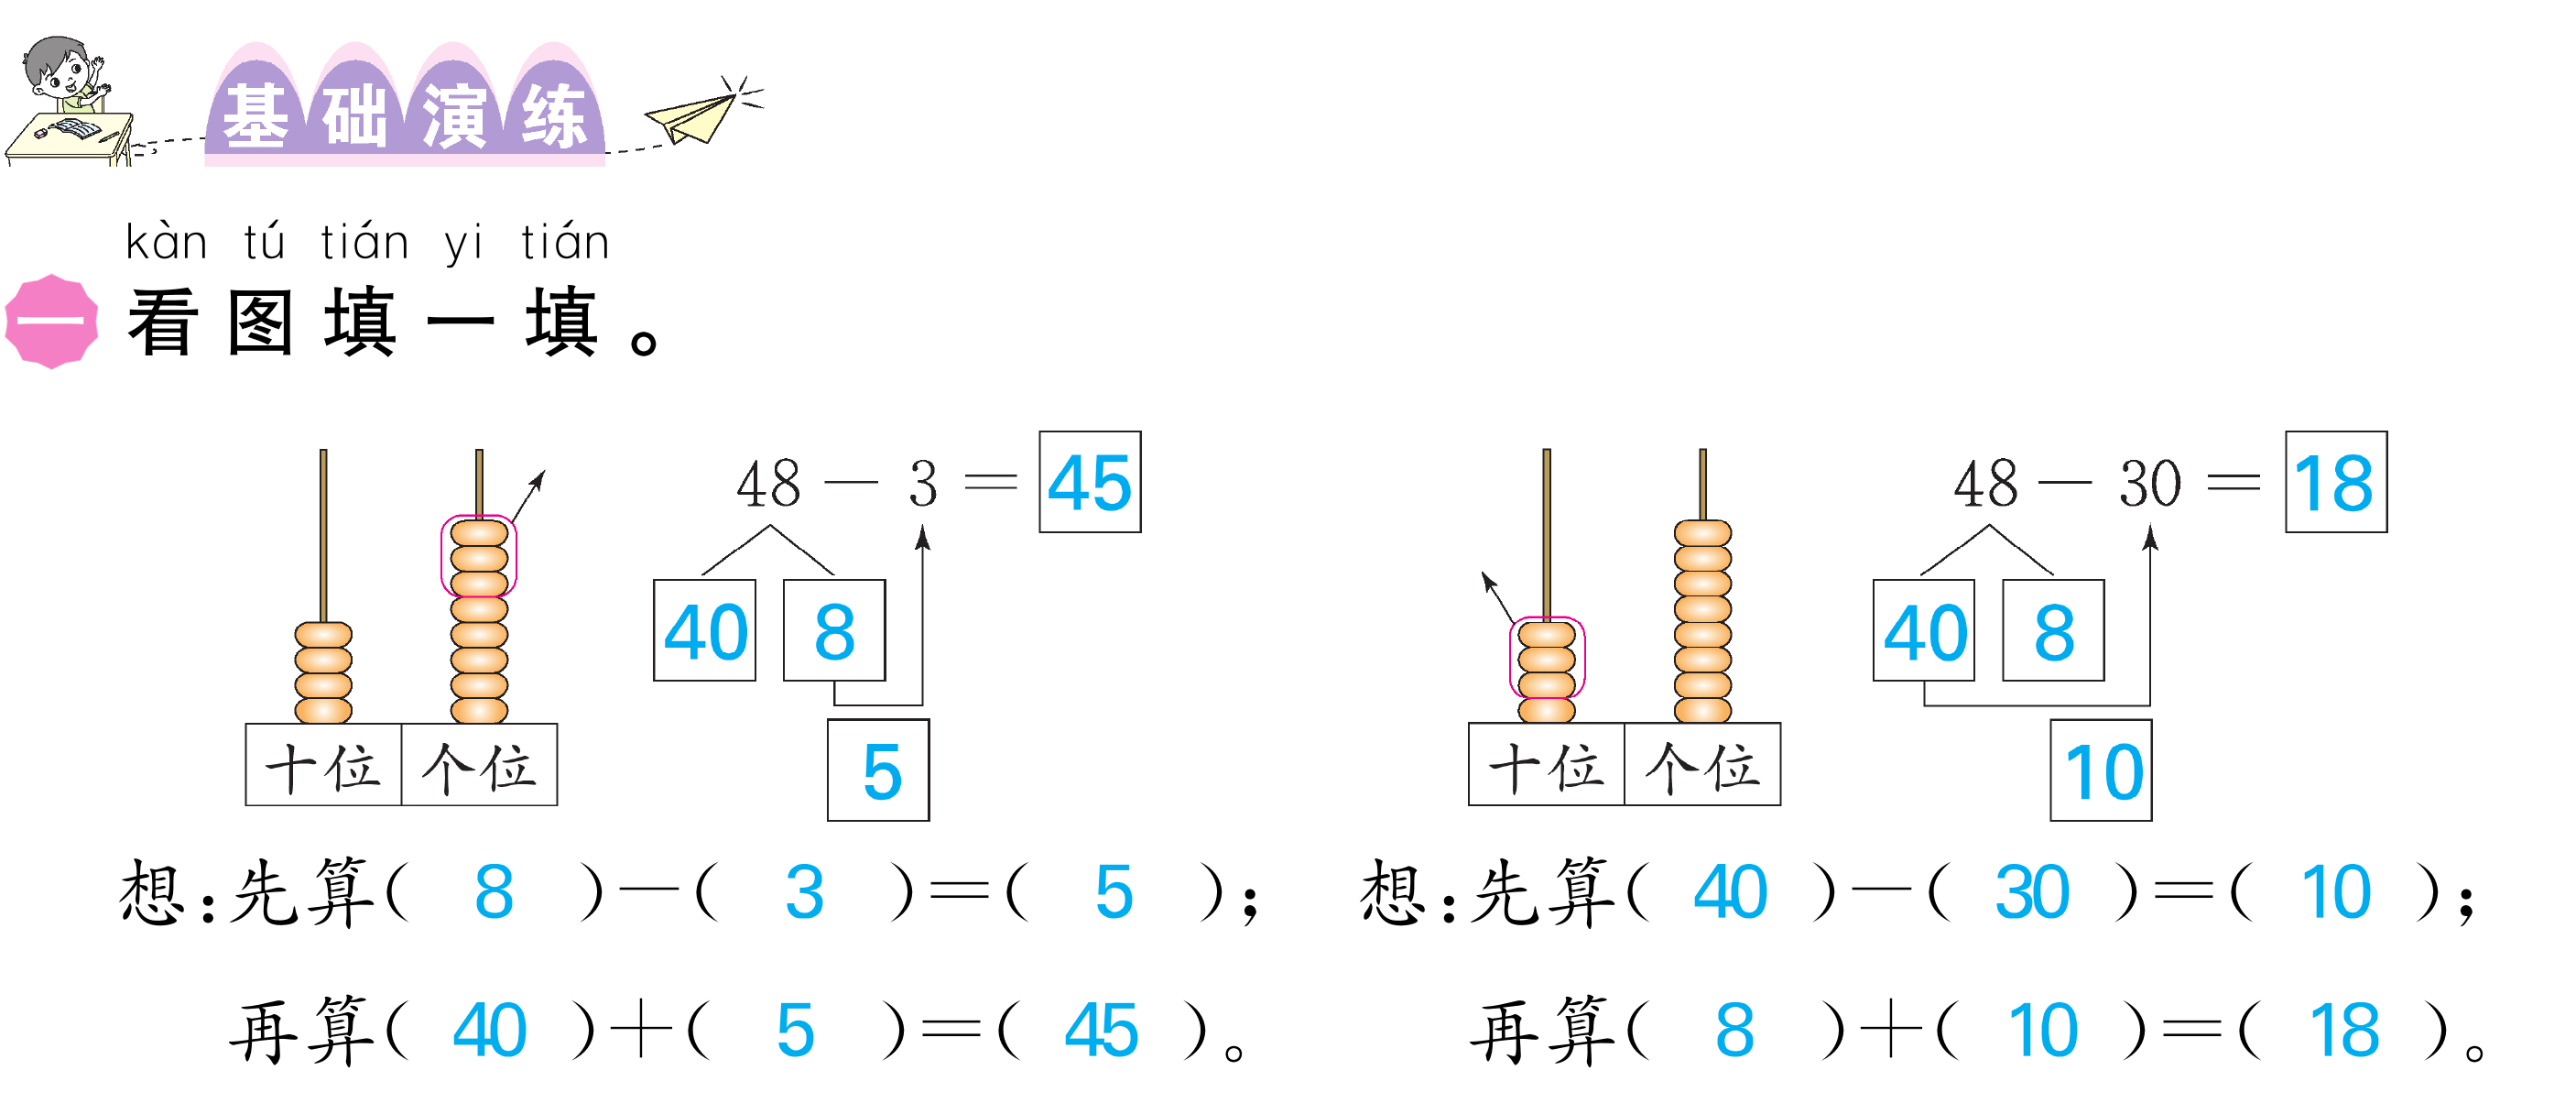 基础演练
kàn tú tián yi tián
一 看图填一填。
48 － 3 ＝ 45
40 8
5
十位 个位
48 － 30 ＝ 18
40 8
10
十位 个位
想：先算（ 8 ）－（ 3 ）＝（ 5 ）；
再算（ 40 ）＋（ 5 ）＝（ 45 ）。
想：先算（ 40 ）－（ 30 ）＝（ 10 ）；
再算（ 8 ）＋（ 10 ）＝（ 18 ）。